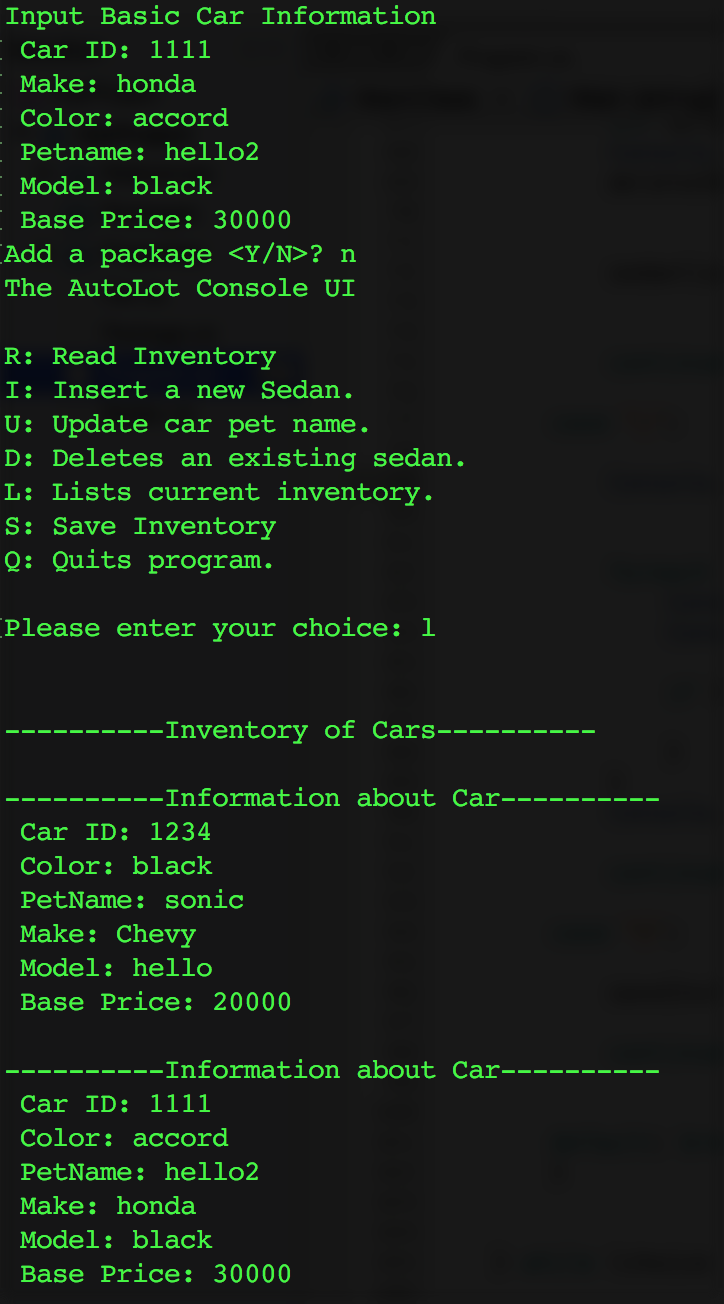 Input Basic Car Information
Car ID: 1111
Make: honda
Color: accord
Petname: hello2
Model: black
Base Price: 30000
Add a package <Y/N>? n
The AutoLot Console UI
R: Read Inventory
I: Insert a new Sedan.
U: Update car pet name.
D: Deletes an existing sedan.
L: Lists current inventory.
S: Save Inventory
Q: Quits program.
Please enter your choice: l
----------Inventory of Cars----------
----------Information about Car----------
Car ID: 1234
Color: black
PetName: sonic
Make: Chevy
Model: hello
Base Price: 20000
----------Information about Car----------
Car ID: 1111
Color: accord
PetName: hello2
Make: honda
Model: black
Base Price: 30000